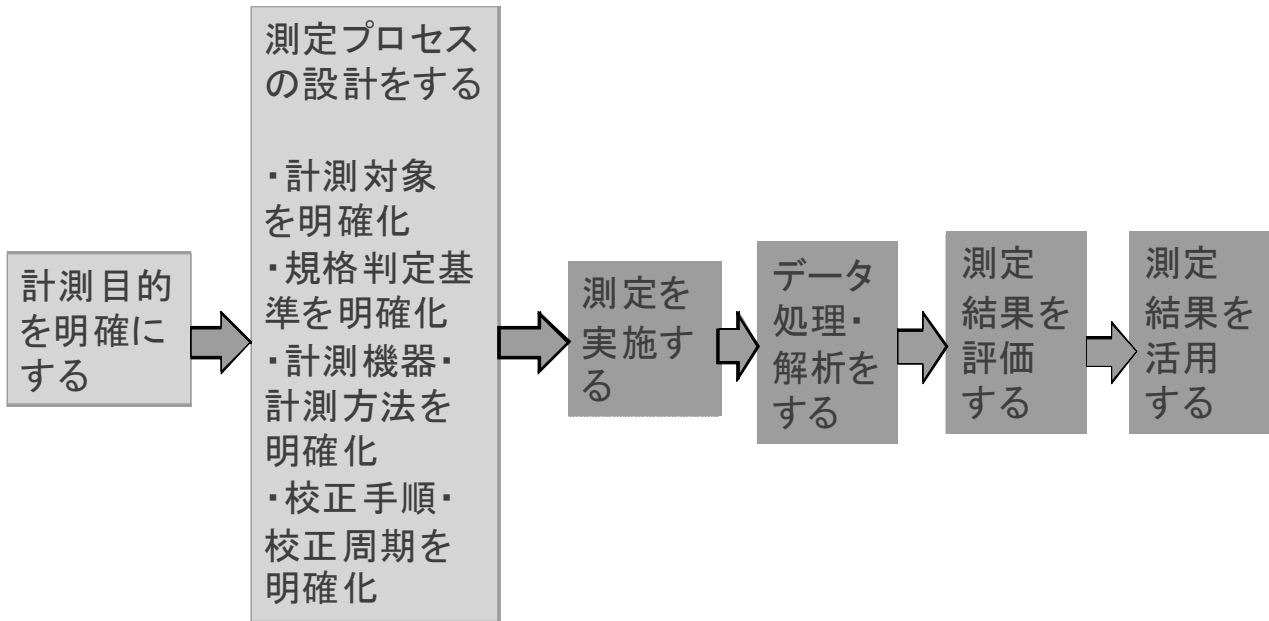 計測目的
を明確に
する
測定プロセス
の設計をする
・計測対象
を明確化
・規格判定基
準を明確化
・計測機器・
計測方法を
明確化
・校正手順・
校正周期を
明確化
測定を
実施す
る
データ
処理・
解析を
する
測定
結果を
評価
する
測定
結果を
活用
する